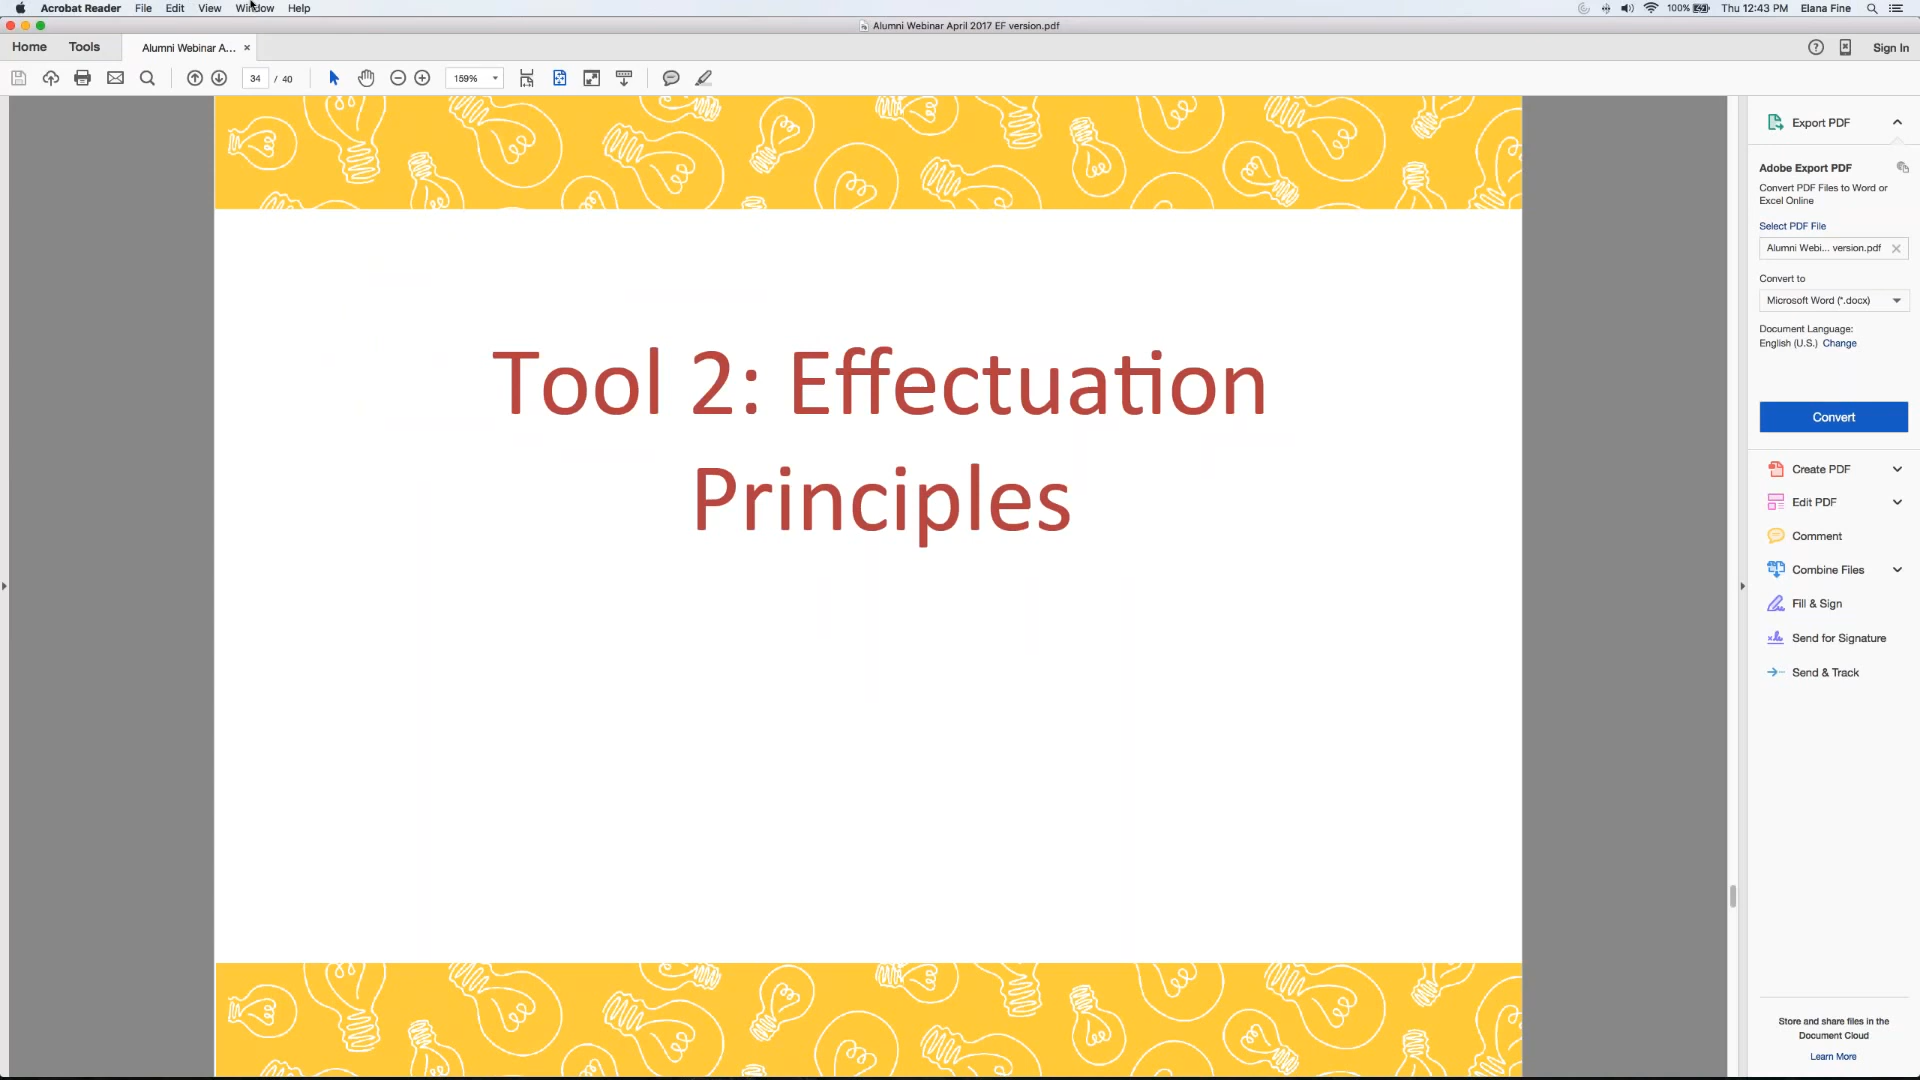 Acrobat Reader File Edit View Window Help
100% Thu 12:43 PM Elana Fine
Alumni Webinar April 2017 EF version.pdf
Home Tools Alumni Webinar A... ×
Sign In
34 / 40
159%
Export PDF
Adobe Export PDF
Convert PDF Files to Word or
Excel Online
Select PDF File
Alumni Webi... version.pdf
Convert to
Microsoft Word (*.docx)
Document Language:
English (U.S.) Change
Convert
Create PDF
Edit PDF
Comment
Combine Files
Fill & Sign
Send for Signature
Send & Track
Store and share files in the
Document Cloud
Learn More
Tool 2: Effectuation
Principles